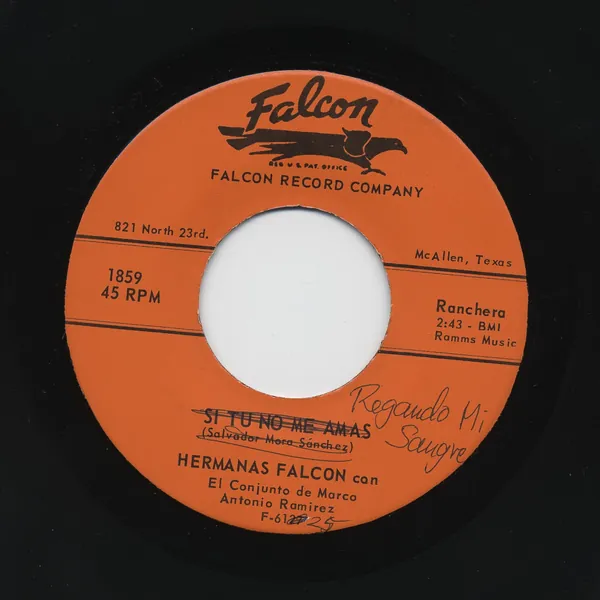 Falcon
REG U S PAT. OFFICE
FALCON RECORD COMPANY
821 North 23rd.
McAllen, Texas
1859
45 RPM
Ranchera
2:43 - BMI
Ramms Music
SI TU NO ME AMAS
(Salvador Mora Sánchez)
Regando Mi
Sangre
HERMANAS FALCON con
El Conjunto de Marco
Antonio Ramirez
F-61 25